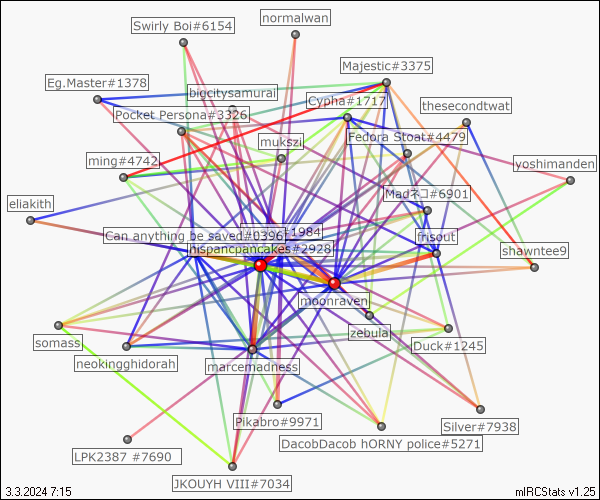 normalwan
Swirly Boi#6154
Majestic#3375
Eg.Master#1378
bigcitysamurai
Cypha#1717
thesecondtwat
Pocket Persona#3326
Fedora Stoat#4479
mukszi
ming#4742
yoshimanden
Madネコ#6901
eliakith
Can anything be saved#0396
1984
frisout
hispancpencakes#2928
shawntee9
moonraven
zebula
somass
Duck#1245
neokingghidorah
marcemadness
Pikabro#9971
Silver#7938
DacobDacob hORNY police#5271
LPK2387 #7690
JKOUYH VIII#7034
3.3.2024 7:15
mIRCStats v1.25